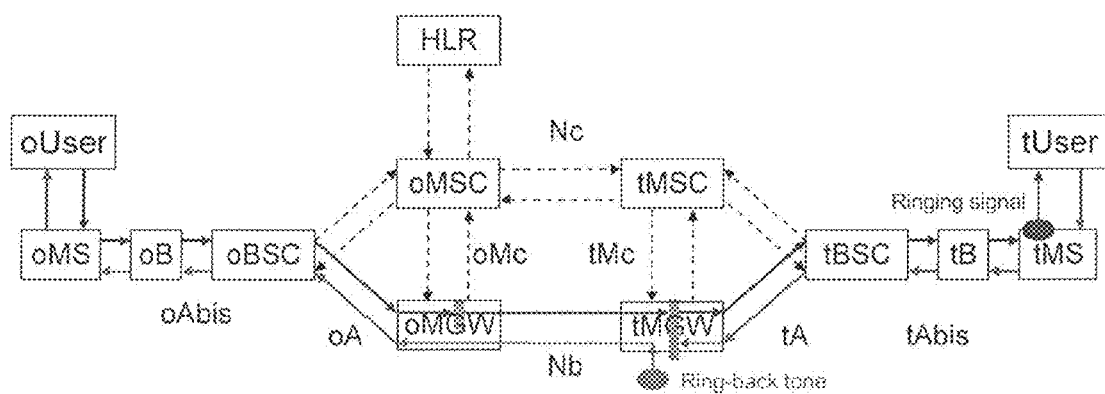 HLR
Nc
oUser
tUser
oMSC
tMSC
Ringing signal
oMS
oB
oBSC
oMc
tMc
tBSC
tB
tMS
oAbis
oA
oMGW
tMGW
tA
tAbis
Nb
Ring-back tone